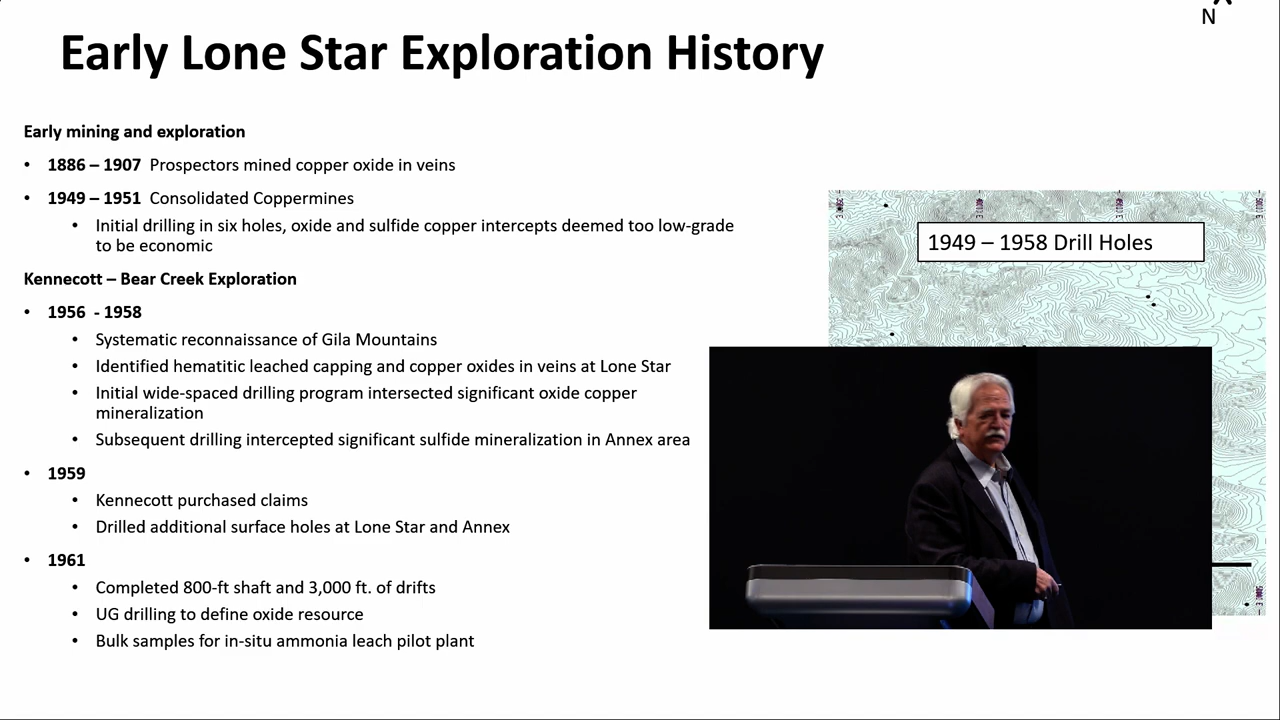 N
Early Lone Star Exploration History
Early mining and exploration
• 1886 – 1907 Prospectors mined copper oxide in veins
• 1949 – 1951 Consolidated Coppermines
• Initial drilling in six holes, oxide and sulfide copper intercepts deemed too low-grade
to be economic
Kennecott – Bear Creek Exploration
• 1956 - 1958
• Systematic reconnaissance of Gila Mountains
• Identified hematitic leached capping and copper oxides in veins at Lone Star
• Initial wide-spaced drilling program intersected significant oxide copper
mineralization
• Subsequent drilling intercepted significant sulfide mineralization in Annex area
• 1959
• Kennecott purchased claims
• Drilled additional surface holes at Lone Star and Annex
• 1961
• Completed 800-ft shaft and 3,000 ft. of drifts
• UG drilling to define oxide resource
• Bulk samples for in-situ ammonia leach pilot plant
1949 – 1958 Drill Holes